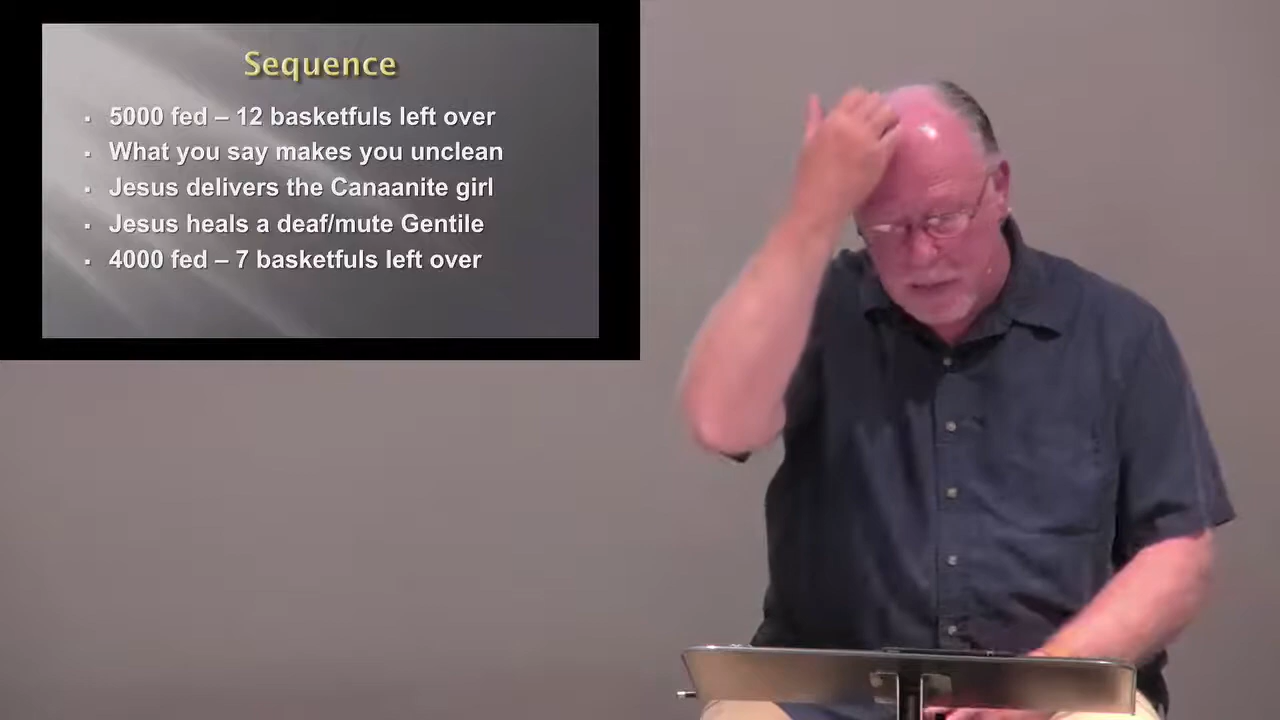 Sequence
5000 fed – 12 basketfuls left over
What you say makes you unclean
Jesus delivers the Canaanite girl
Jesus heals a deaf/mute Gentile
4000 fed – 7 basketfuls left over